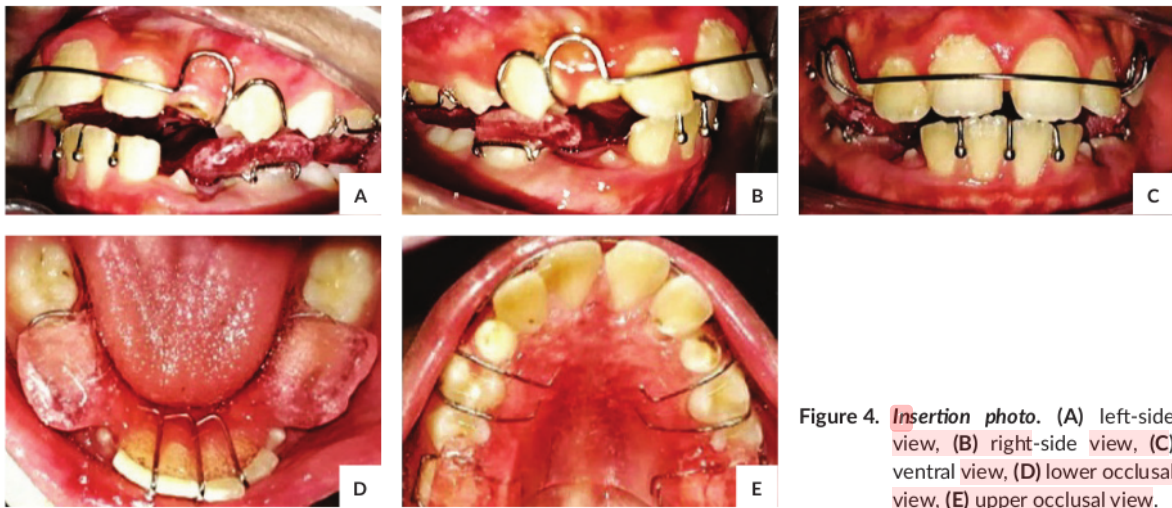 A
B
C
D
E
Figure 4. Insertion photo. (A) left-side
view, (B) right-side view, (C)
ventral view, (D) lower occlusal
view, (E) upper occlusal view.